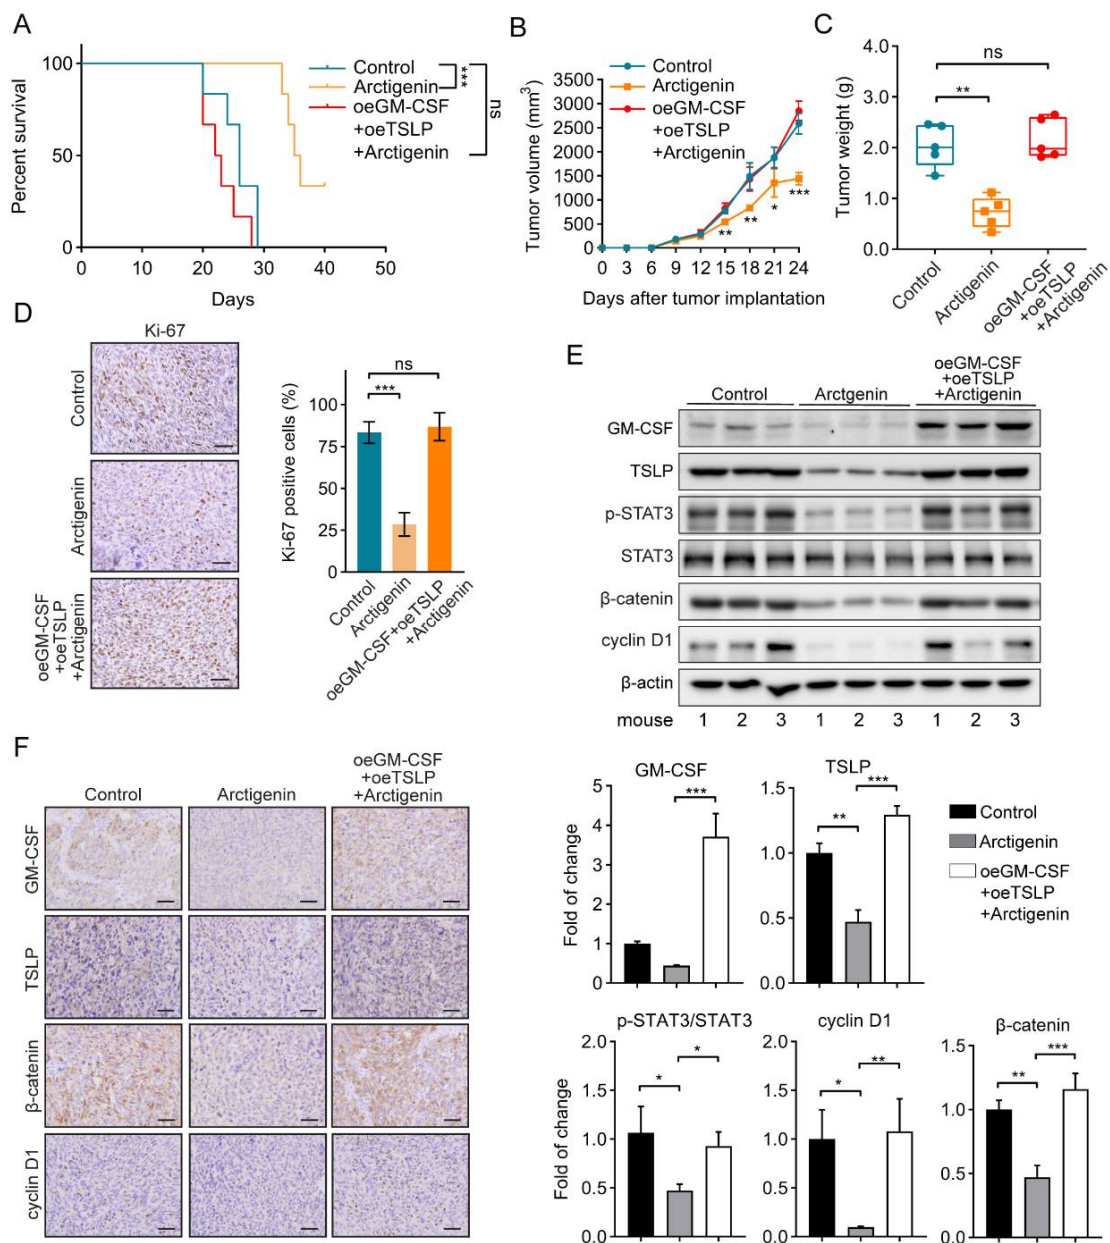 A
Percent survival
100
50
0
0 10 20 30 40 50
Days
Control
Arctigenin
oeGM-CSF
+oeTSLP
+Arctigenin
***
ns
B
Tumor volume (mm3)
3500
3000
2500
2000
1500
1000
500
0
0 3 6 9 12 15 18 21 24
Days after tumor implantation
Control
Arctigenin
oeGM-CSF
+oeTSLP
+Arctigenin
** ** * ***
C
Tumor weight (g)
4.0
3.0
2.0
1.0
0.0
ns
**
Control
Arctigenin
oeGM-CSF
+oeTSLP
+Arctigenin
D
Ki-67
Control
Arctigenin
oeGM-CSF
+oeTSLP
+Arctigenin
Ki-67 positive cells (%)
100
75
50
25
0
ns
***
Control
Arctigenin
oeGM-CSF+oeTSLP
+Arctigenin
E
Control
Arctgenin
oeGM-CSF
+oeTSLP
+Arctigenin
GM-CSF
TSLP
p-STAT3
STAT3
β-catenin
cyclin D1
β-actin
mouse 1 2 3 1 2 3 1 2 3
F
Control
Arctigenin
oeGM-CSF
+oeTSLP
+Arctigenin
GM-CSF
TSLP
β-catenin
cyclin D1
GM-CSF
Fold of change
5
4
3
2
1
0
***
TSLP
1.5
1.0
0.5
0.0
**
***
Control
Arctigenin
oeGM-CSF
+oeTSLP
+Arctigenin
p-STAT3/STAT3
Fold of change
2.0
1.5
1.0
0.5
0.0
*
*
cyclin D1
2.0
1.5
1.0
0.5
0.0
*
**
β-catenin
1.5
1.0
0.5
0.0
**
***